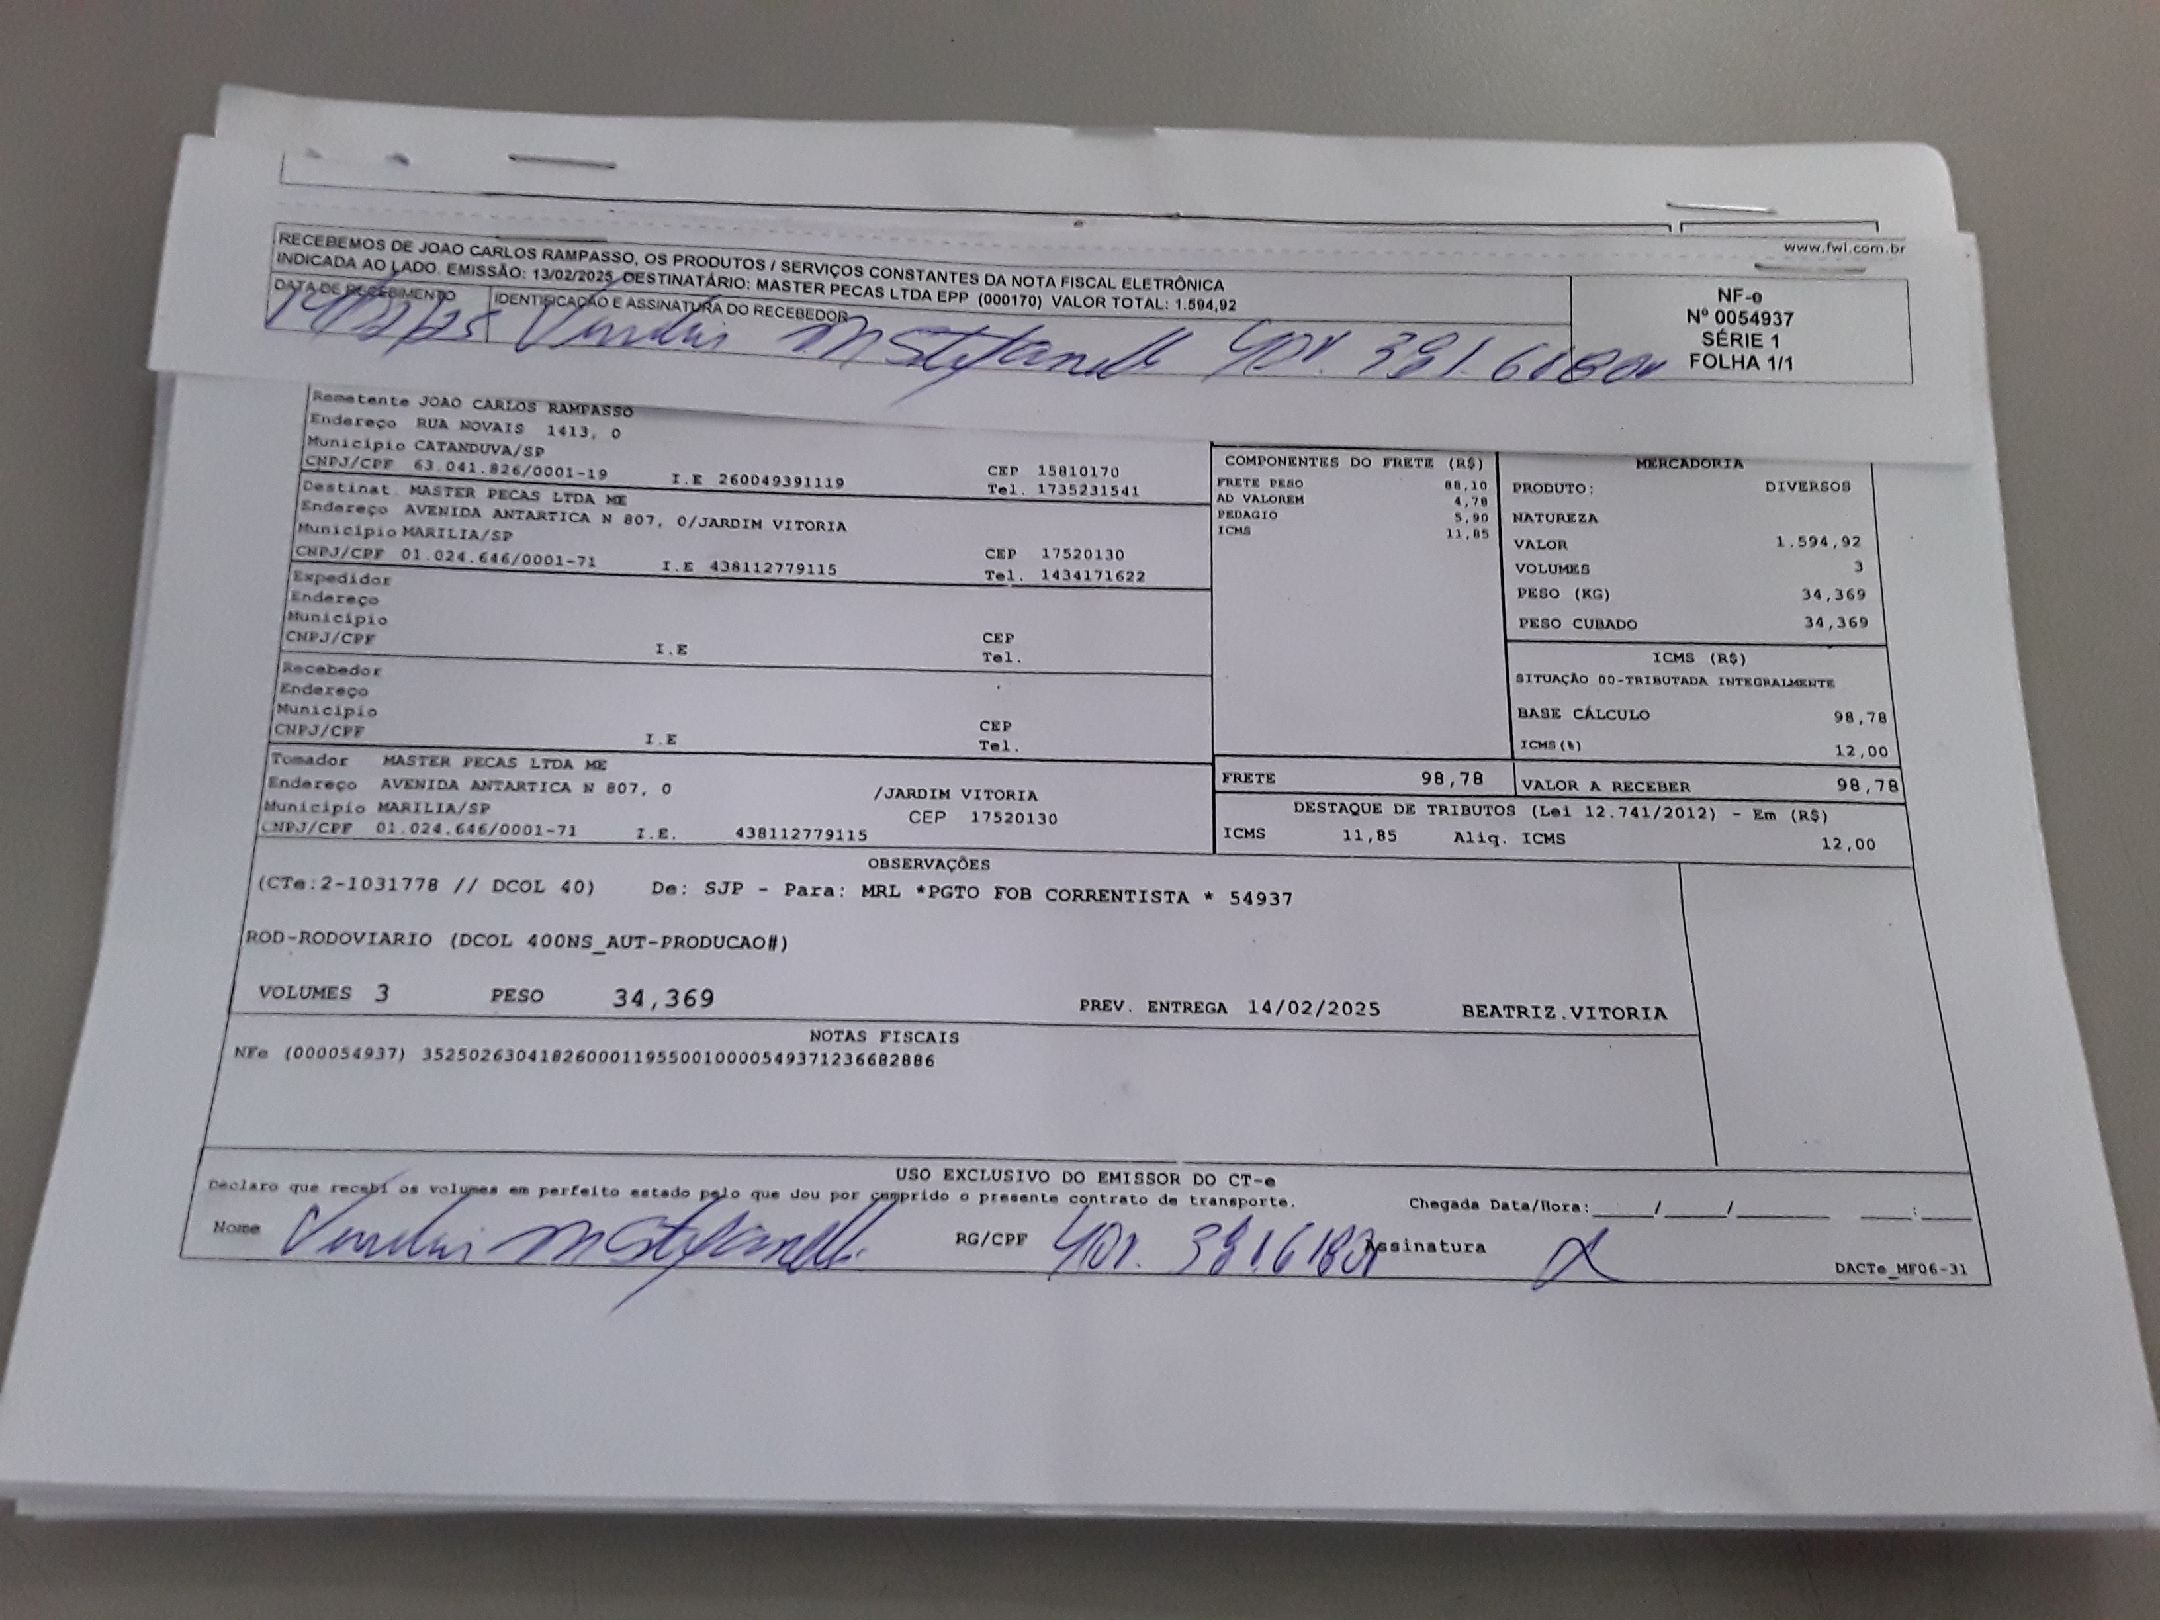 www.fwi.com.br
RECEBEMOS DE JOAO CARLOS RAMPASSO, OS PRODUTOS / SERVIÇOS CONSTANTES DA NOTA FISCAL ELETRÔNICA
INDICADA AO LADO. EMISSÃO: 13/02/2025 DESTINATÁRIO: MASTER PECAS LTDA EPP (000170) VALOR TOTAL: 1.594,92
DATA DE RECEBIMENTO IDENTIFICAÇÃO E ASSINATURA DO RECEBEDOR
NF-e
Nº 0054937
SÉRIE 1
FOLHA 1/1
Remetente JOAO CARLOS RAMPASSO
Endereço RUA NOVAIS 1413, 0
Município CATANDUVA/SP CEP 15810170
CNPJ/CPF 63.041.826/0001-19 I.E 260049391119 Tel. 1735231541
Destinat. MASTER PECAS LTDA ME
Endereço AVENIDA ANTARTICA N 807, 0/JARDIM VITORIA
Município MARILIA/SP CEP 17520130
CNPJ/CPF 01.024.646/0001-71 I.E 438112779115 Tel. 1434171622
Expedidor
Endereço
Município CEP
CNPJ/CPF I.E Tel.
Recebedor
Endereço
Município CEP
CNPJ/CPF I.E Tel.
Tomador MASTER PECAS LTDA ME
Endereço AVENIDA ANTARTICA N 807, 0 /JARDIM VITORIA
Município MARILIA/SP CEP 17520130
CNPJ/CPF 01.024.646/0001-71 I.E. 438112779115
COMPONENTES DO FRETE (R$)
FRETE PESO 88,10
AD VALOREM 4,78
PEDAGIO 5,90
ICMS 11,85
MERCADORIA
PRODUTO: DIVERSOS
NATUREZA
VALOR 1.594,92
VOLUMES 3
PESO (KG) 34,369
PESO CUBADO 34,369
ICMS (R$)
SITUAÇÃO 00-TRIBUTADA INTEGRALMENTE
BASE CÁLCULO 98,78
ICMS(%) 12,00
FRETE 98,78 VALOR A RECEBER 98,78
DESTAQUE DE TRIBUTOS (Lei 12.741/2012) - Em (R$)
ICMS 11,85 Aliq. ICMS 12,00
OBSERVAÇÕES
(CTe:2-1031778 // DCOL 40) De: SJP - Para: MRL *PGTO FOB CORRENTISTA * 54937
ROD-RODOVIARIO (DCOL 400NS_AUT-PRODUCAO#)
VOLUMES 3 PESO 34,369 PREV. ENTREGA 14/02/2025 BEATRIZ.VITORIA
NOTAS FISCAIS
NFe (000054937) 35250263041826000119550010000549371236682886
USO EXCLUSIVO DO EMISSOR DO CT-e
Declaro que recebi os volumes em perfeito estado pelo que dou por cumprido o presente contrato de transporte. Chegada Data/Hora:____/____/______ ___:___
Nome RG/CPF Assinatura
DACTe_MF06-31